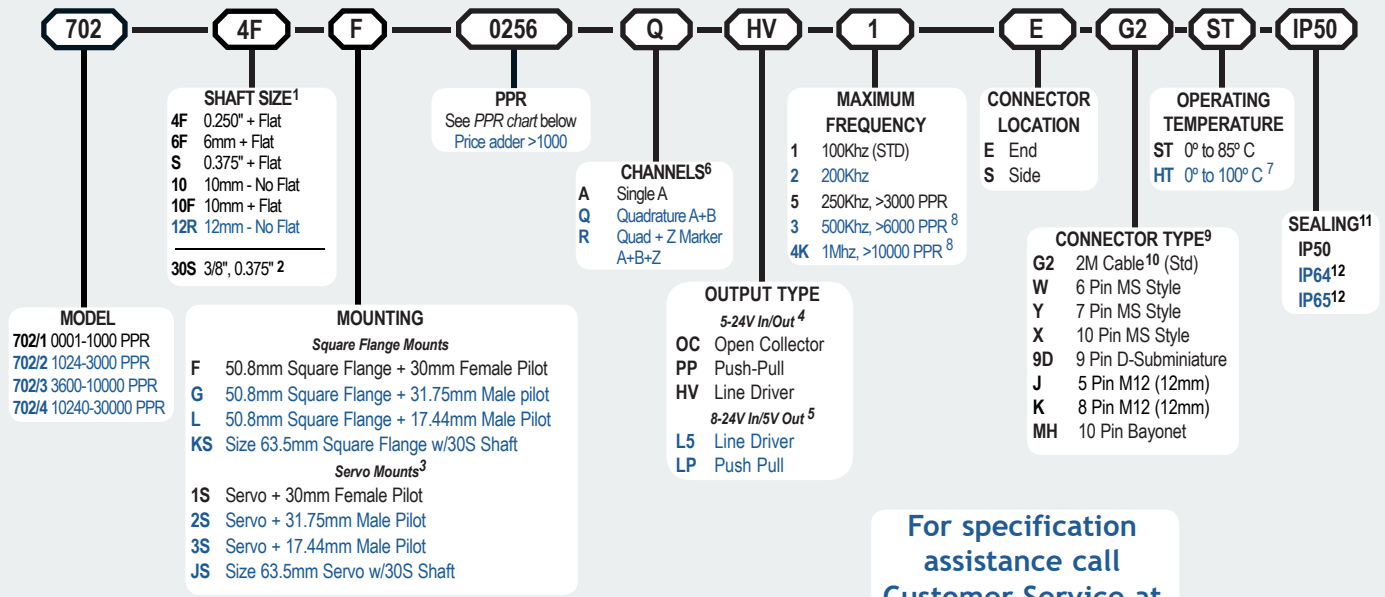 702 4F F 0256 Q HV 1 E G2 ST IP50
SHAFT SIZE1
4F 0.250" + Flat
6F 6mm + Flat
S 0.375" + Flat
10 10mm - No Flat
10F 10mm + Flat
12R 12mm - No Flat
30S 3/8", 0.375" 2
PPR
See PPR chart below
Price adder >1000
MAXIMUM
FREQUENCY
1 100Khz (STD)
2 200Khz
5 250Khz, >3000 PPR
3 500Khz, >6000 PPR 8
4K 1Mhz, >10000 PPR 8
CONNECTOR
LOCATION
E End
S Side
OPERATING
TEMPERATURE
ST 0º to 85º C
HT 0º to 100º C 7
CHANNELS6
A Single A
Q Quadrature A+B
R Quad + Z Marker
A+B+Z
SEALING11
IP50
IP6412
IP6512
CONNECTOR TYPE9
G2 2M Cable10 (Std)
W 6 Pin MS Style
Y 7 Pin MS Style
X 10 Pin MS Style
9D 9 Pin D-Subminiature
J 5 Pin M12 (12mm)
K 8 Pin M12 (12mm)
MH 10 Pin Bayonet
OUTPUT TYPE
5-24V In/Out 4
OC Open Collector
PP Push-Pull
HV Line Driver
8-24V In/5V Out 5
L5 Line Driver
LP Push Pull
MODEL
702/1 0001-1000 PPR
702/2 1024-3000 PPR
702/3 3600-10000 PPR
702/4 10240-30000 PPR
MOUNTING
Square Flange Mounts
F 50.8mm Square Flange + 30mm Female Pilot
G 50.8mm Square Flange + 31.75mm Male pilot
L 50.8mm Square Flange + 17.44mm Male Pilot
KS Size 63.5mm Square Flange w/30S Shaft
Servo Mounts3
1S Servo + 30mm Female Pilot
2S Servo + 31.75mm Male Pilot
3S Servo + 17.44mm Male Pilot
JS Size 63.5mm Servo w/30S Shaft
For specification
assistance call
Customer Service at